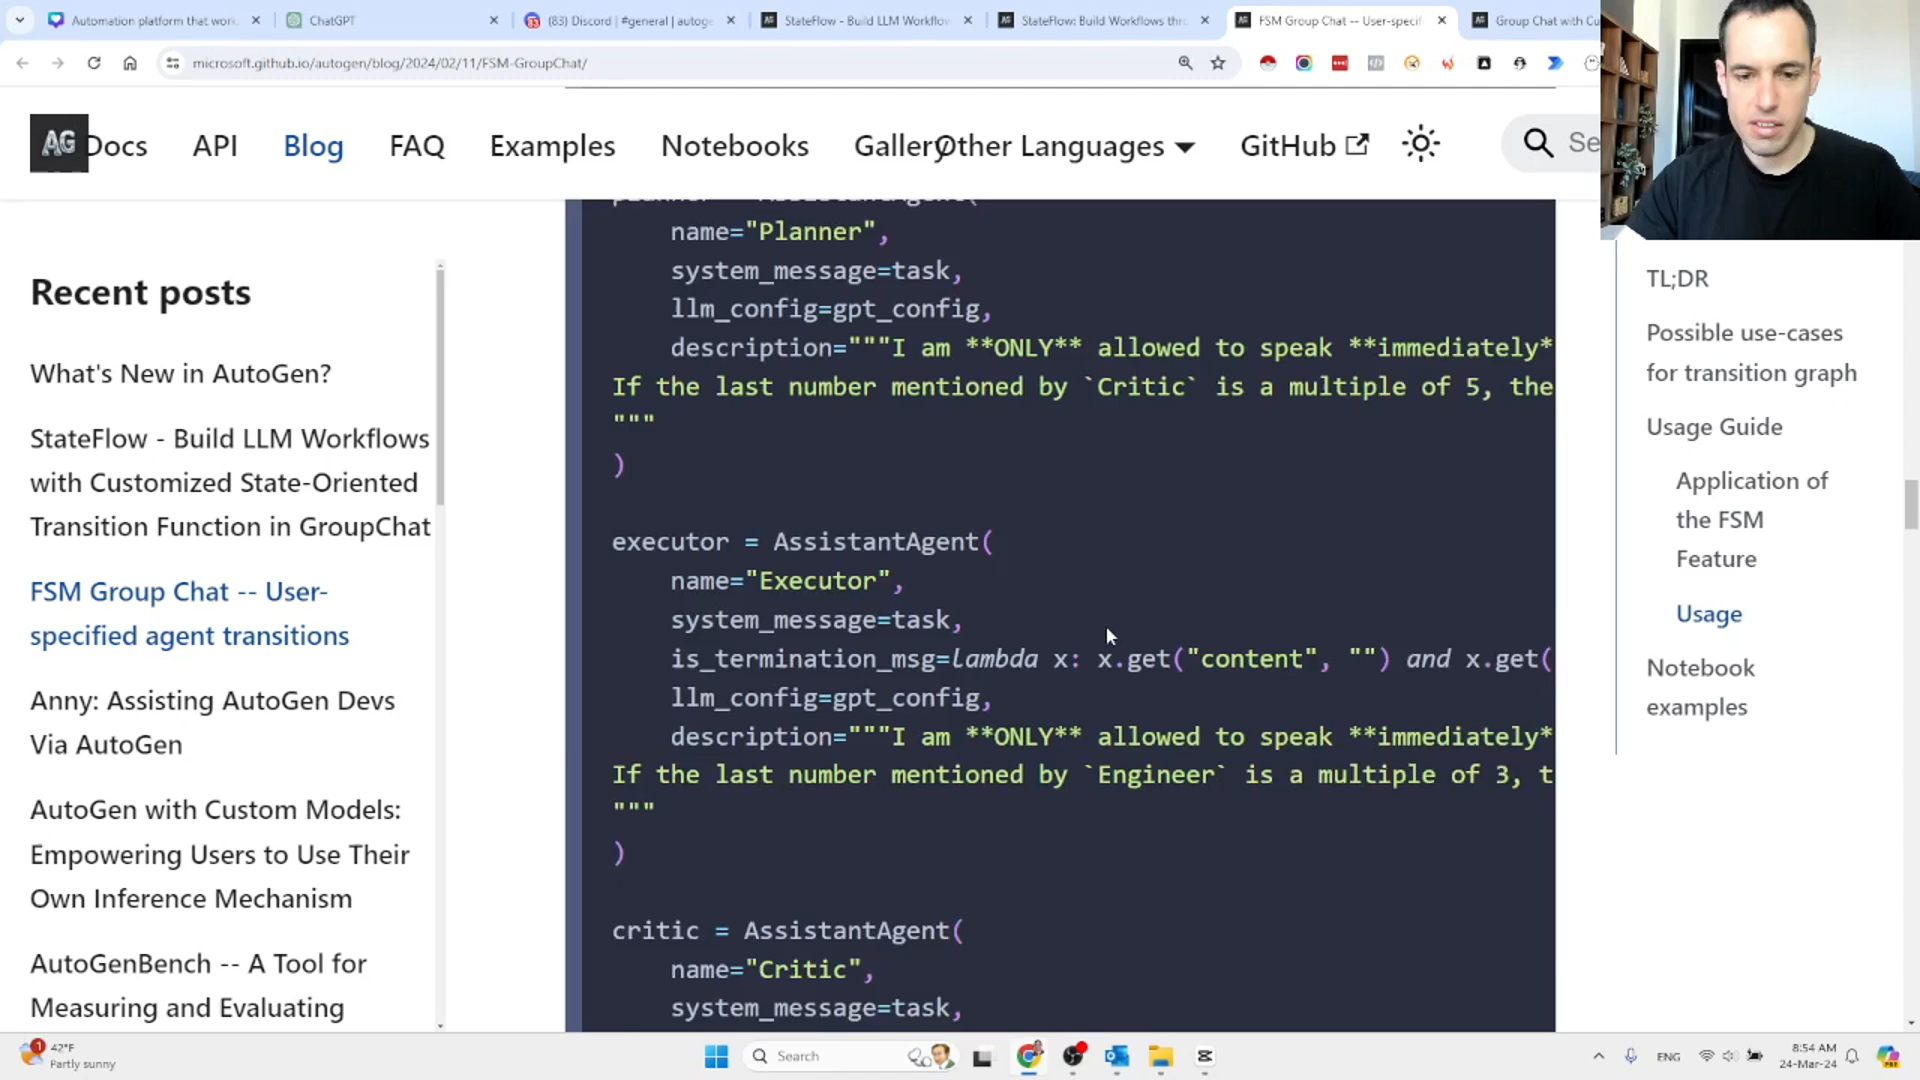 Automation platform that work
ChatGPT
(83) Discord | #general | autoge
StateFlow - Build LLM Workflow
StateFlow: Build Workflows thr
FSM Group Chat -- User-specifi
Group Chat with Cu
microsoft.github.io/autogen/blog/2024/02/11/FSM-GroupChat/
AG
Docs
API
Blog
FAQ
Examples
Notebooks
Gallery
Other Languages
GitHub
Se
Recent posts
What's New in AutoGen?
StateFlow - Build LLM Workflows
with Customized State-Oriented
Transition Function in GroupChat
FSM Group Chat -- User-
specified agent transitions
Anny: Assisting AutoGen Devs
Via AutoGen
AutoGen with Custom Models:
Empowering Users to Use Their
Own Inference Mechanism
AutoGenBench -- A Tool for
Measuring and Evaluating
planner = AssistantAgent(
name="Planner",
system_message=task,
llm_config=gpt_config,
description="""I am **ONLY** allowed to speak **immediately*
If the last number mentioned by `Critic` is a multiple of 5, the
"""
)
executor = AssistantAgent(
name="Executor",
system_message=task,
is_termination_msg=lambda x: x.get("content", "") and x.get(
llm_config=gpt_config,
description="""I am **ONLY** allowed to speak **immediately*
If the last number mentioned by `Engineer` is a multiple of 3, t
"""
)
critic = AssistantAgent(
name="Critic",
system_message=task,
TL;DR
Possible use-cases
for transition graph
Usage Guide
Application of
the FSM
Feature
Usage
Notebook
examples
1
42°F
Partly sunny
Search
ENG
8:54 AM
24-Mar-24